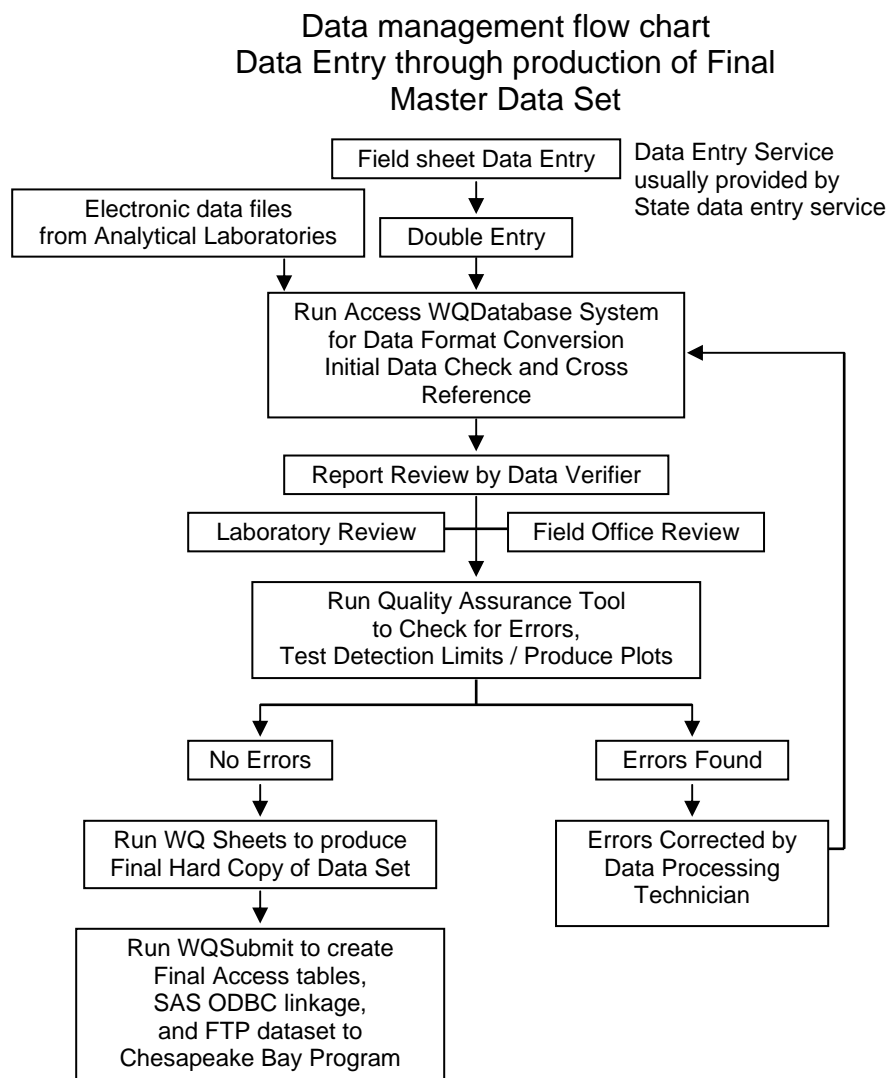 Data management flow chart
Data Entry through production of Final
Master Data Set
Field sheet Data Entry
Data Entry Service
usually provided by
State data entry service
Electronic data files
from Analytical Laboratories
Double Entry
Run Access WQDatabase System
for Data Format Conversion
Initial Data Check and Cross
Reference
Report Review by Data Verifier
Laboratory Review
Field Office Review
Run Quality Assurance Tool
to Check for Errors,
Test Detection Limits / Produce Plots
No Errors
Errors Found
Run WQ Sheets to produce
Final Hard Copy of Data Set
Errors Corrected by
Data Processing
Technician
Run WQSubmit to create
Final Access tables,
SAS ODBC linkage,
and FTP dataset to
Chesapeake Bay Program